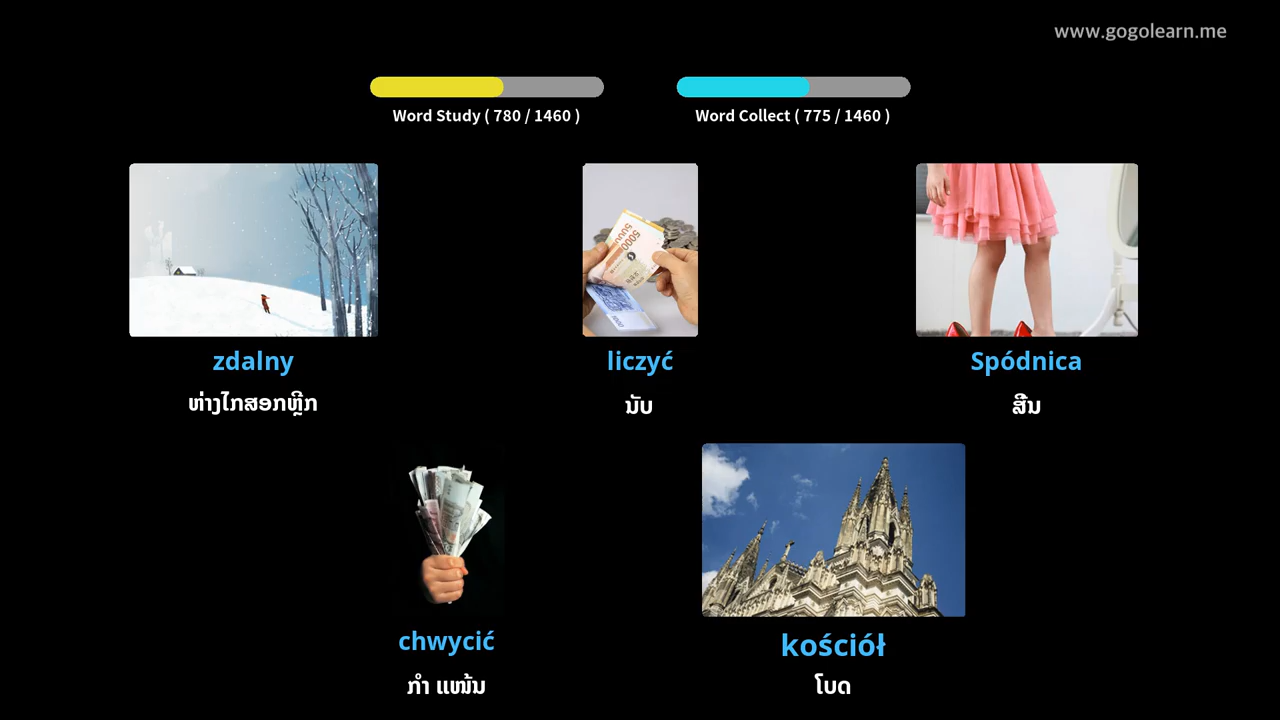 www.gogolearn.me
Word Study ( 780 / 1460 )
Word Collect ( 775 / 1460 )
zdalny
liczyć
Spódnica
ຫ່າງໄກສອກຫຼີກ
ນັບ
ສີ້ນ
chwycić
kościół
ກຳ ແໜ້ນ
ໂບດ